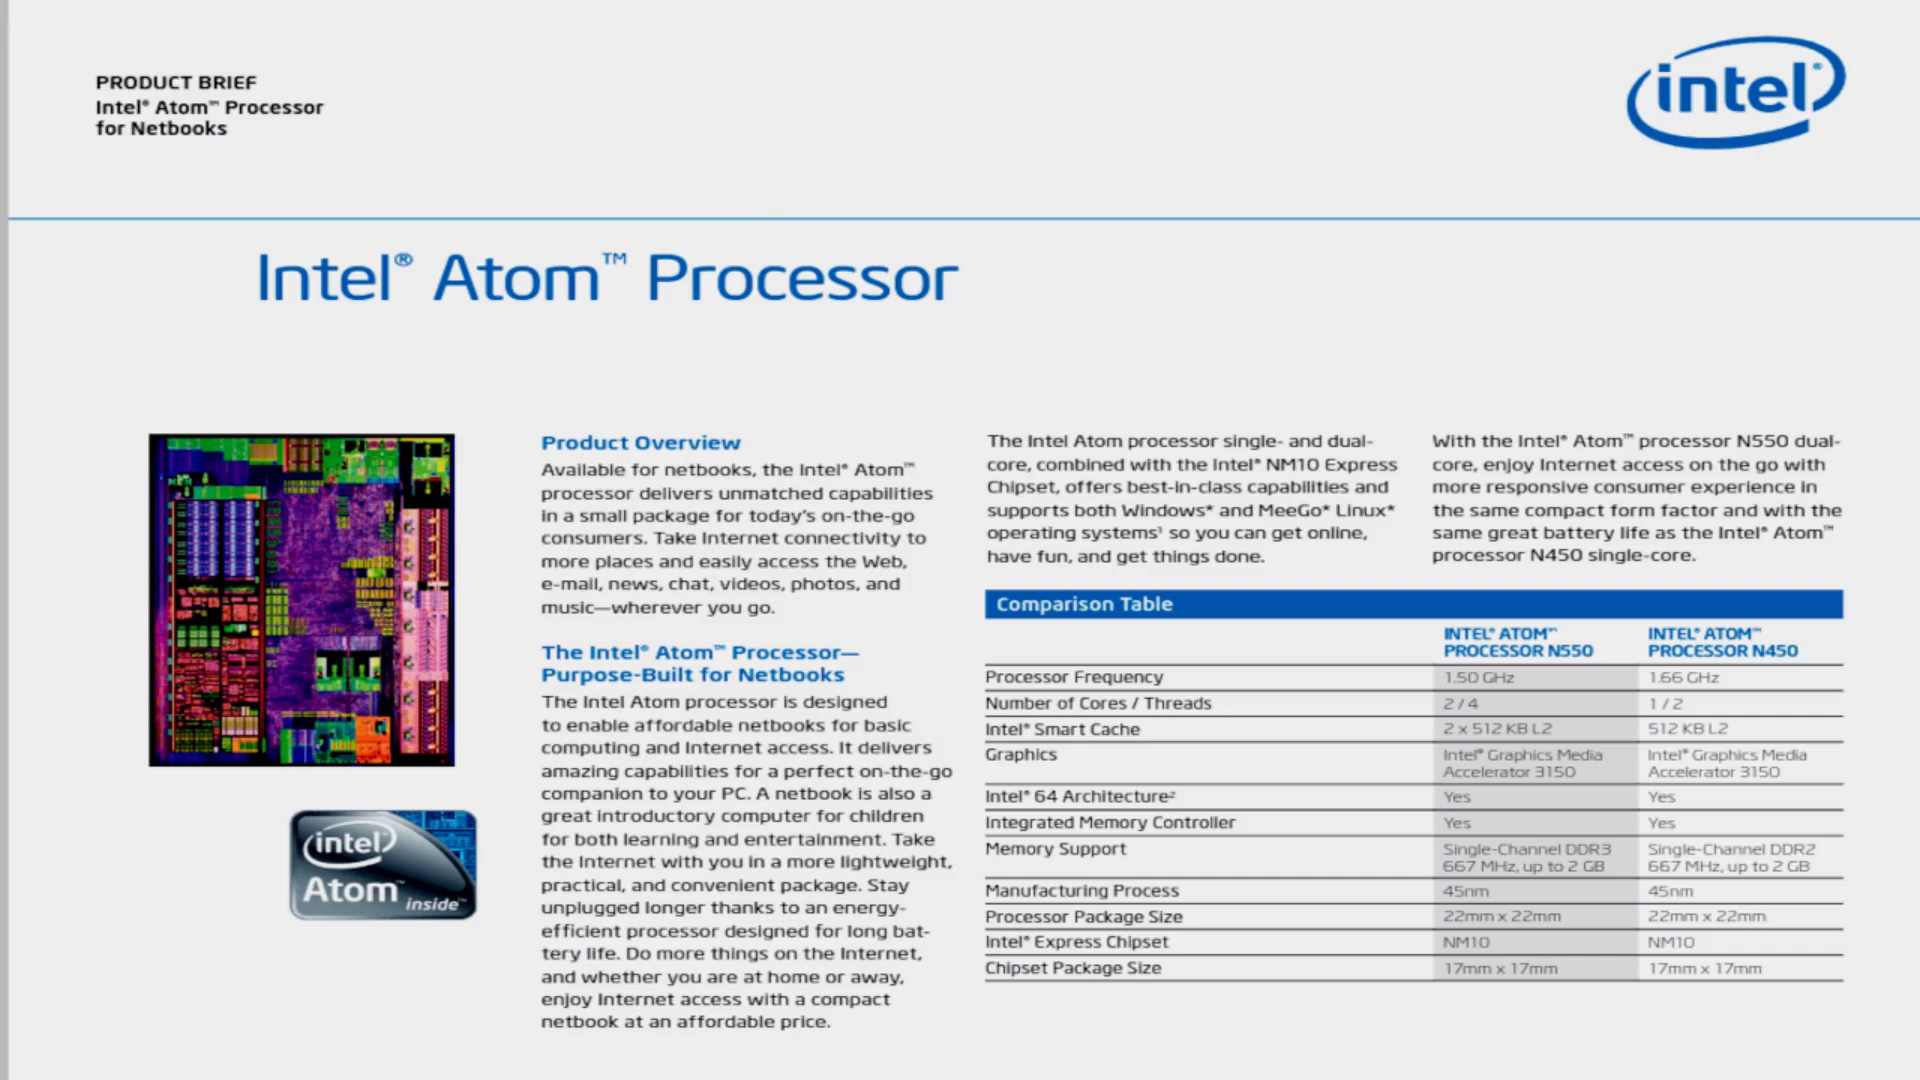 PRODUCT BRIEF
Intel® Atom™ Processor
for Netbooks
intel®
Intel® Atom™ Processor
Product Overview
Available for netbooks, the Intel® Atom™
processor delivers unmatched capabilities
in a small package for today's on-the-go
consumers. Take Internet connectivity to
more places and easily access the Web,
e-mail, news, chat, videos, photos, and
music—wherever you go.
The Intel® Atom™ Processor—
Purpose-Built for Netbooks
The Intel Atom processor is designed
to enable affordable netbooks for basic
computing and Internet access. It delivers
amazing capabilities for a perfect on-the-go
companion to your PC. A netbook is also a
great introductory computer for children
for both learning and entertainment. Take
the Internet with you in a more lightweight,
practical, and convenient package. Stay
unplugged longer thanks to an energy-
efficient processor designed for long bat-
tery life. Do more things on the Internet,
and whether you are at home or away,
enjoy Internet access with a compact
netbook at an affordable price.
intel
Atom™
inside™
The Intel Atom processor single- and dual-
core, combined with the Intel® NM10 Express
Chipset, offers best-in-class capabilities and
supports both Windows* and MeeGo* Linux*
operating systems¹ so you can get online,
have fun, and get things done.
With the Intel® Atom™ processor N550 dual-
core, enjoy Internet access on the go with
more responsive consumer experience in
the same compact form factor and with the
same great battery life as the Intel® Atom™
processor N450 single-core.
Comparison Table
INTEL® ATOM™ PROCESSOR N550 INTEL® ATOM™ PROCESSOR N450
Processor Frequency 1.50 GHz 1.66 GHz
Number of Cores / Threads 2 / 4 1 / 2
Intel® Smart Cache 2 x 512 KB L2 512 KB L2
Graphics Intel® Graphics Media Accelerator 3150 Intel® Graphics Media Accelerator 3150
Intel® 64 Architecture² Yes Yes
Integrated Memory Controller Yes Yes
Memory Support Single-Channel DDR3 667 MHz, up to 2 GB Single-Channel DDR2 667 MHz, up to 2 GB
Manufacturing Process 45nm 45nm
Processor Package Size 22mm x 22mm 22mm x 22mm
Intel® Express Chipset NM10 NM10
Chipset Package Size 17mm x 17mm 17mm x 17mm